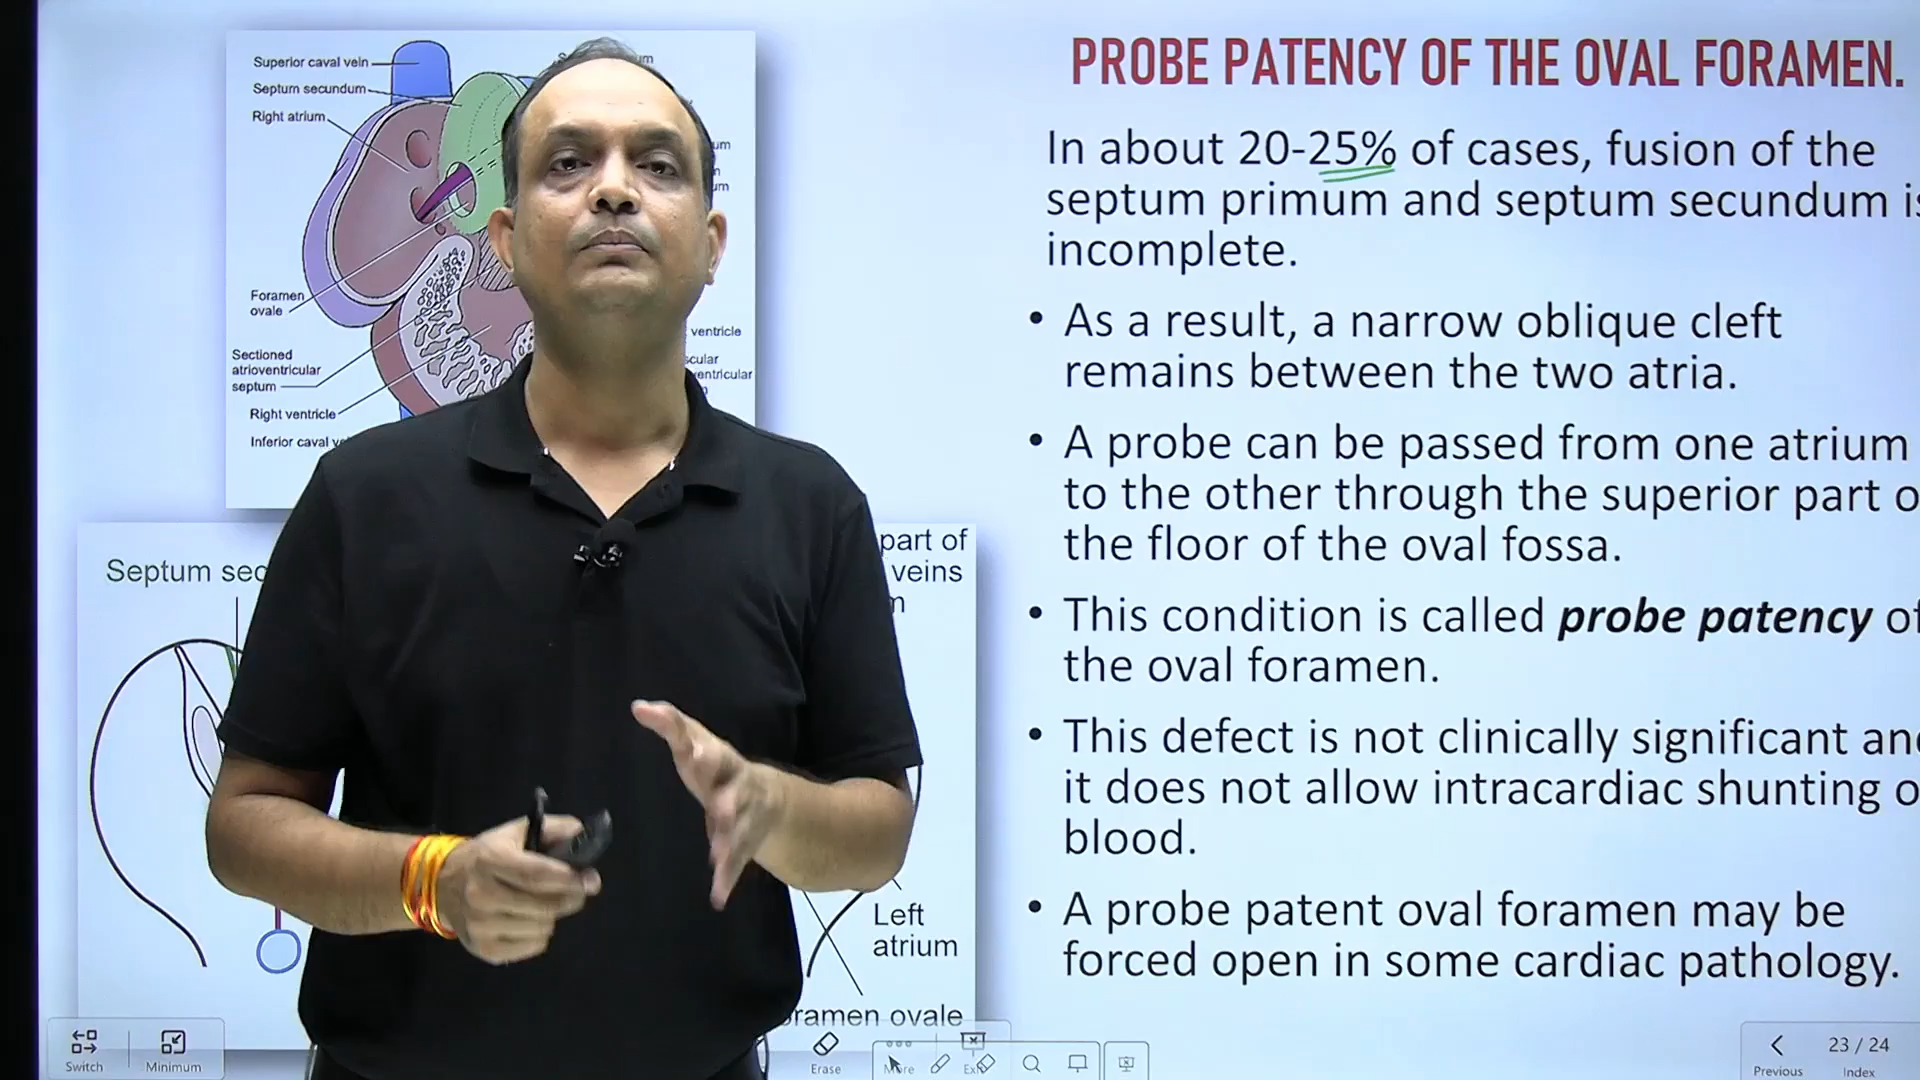 PROBE PATENCY OF THE OVAL FORAMEN.
In about 20-25% of cases, fusion of the
septum primum and septum secundum
incomplete.
• As a result, a narrow oblique cleft
remains between the two atria.
• A probe can be passed from one atrium
to the other through the superior part
the floor of the oval fossa.
• This condition is called probe patency
the oval foramen.
• This defect is not clinically significant
it does not allow intracardiac shunting
blood.
• A probe patent oval foramen may be
forced open in some cardiac pathology.
Superior caval vein
Septum secundum
Right atrium
Foramen
ovale
Sectioned
atrioventricular
septum
Right ventricle
Inferior caval
ventricle
Septum
part of
veins
Left
atrium
ovale
Switch
Minimum
Erase
More
Previous
23 / 24
Index